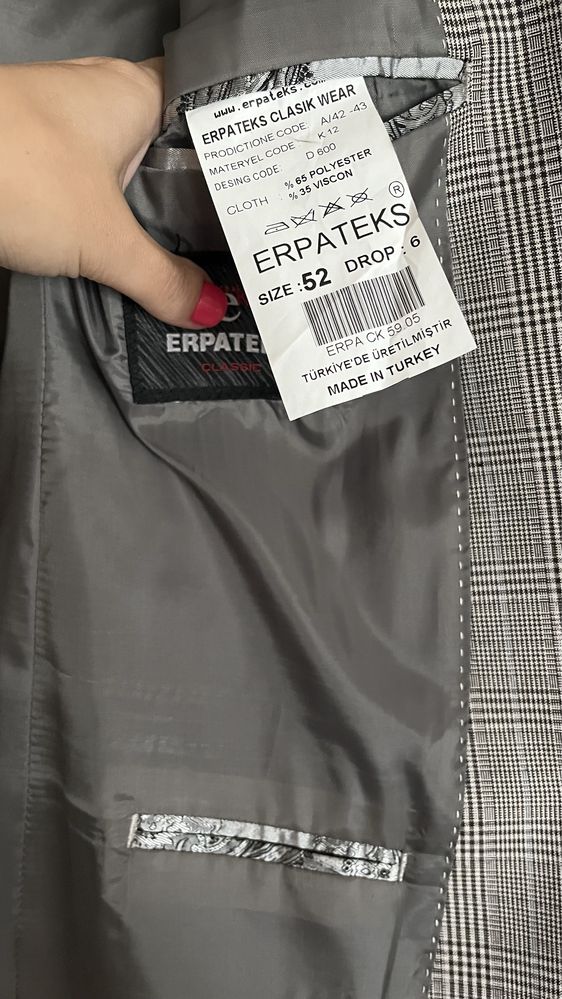 www.erpateks.com
ERPATEKS CLASIK WEAR
PRODICTIONE CODE: A/42 -43
MATERYEL CODE : K 12
DESING CODE: D 600
CLOTH : % 65 POLYESTER
% 35 VISCON
®
ERPATEKS
SIZE : 52 DROP : 6
ERPA CK 59.05
TÜRKİYE'DE ÜRETİLMİŞTİR
MADE IN TURKEY
e
ERPATE
CLASSIC